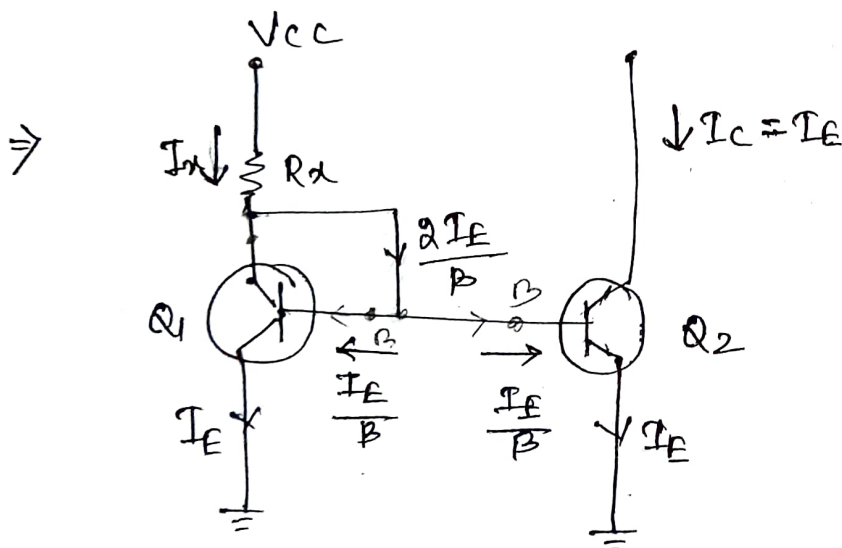 VCC
⇒
Ix↓
Rx
↓IC = IE
2IE/β
Q1
B
B
Q2
IE/β
IE/β
IE
IE